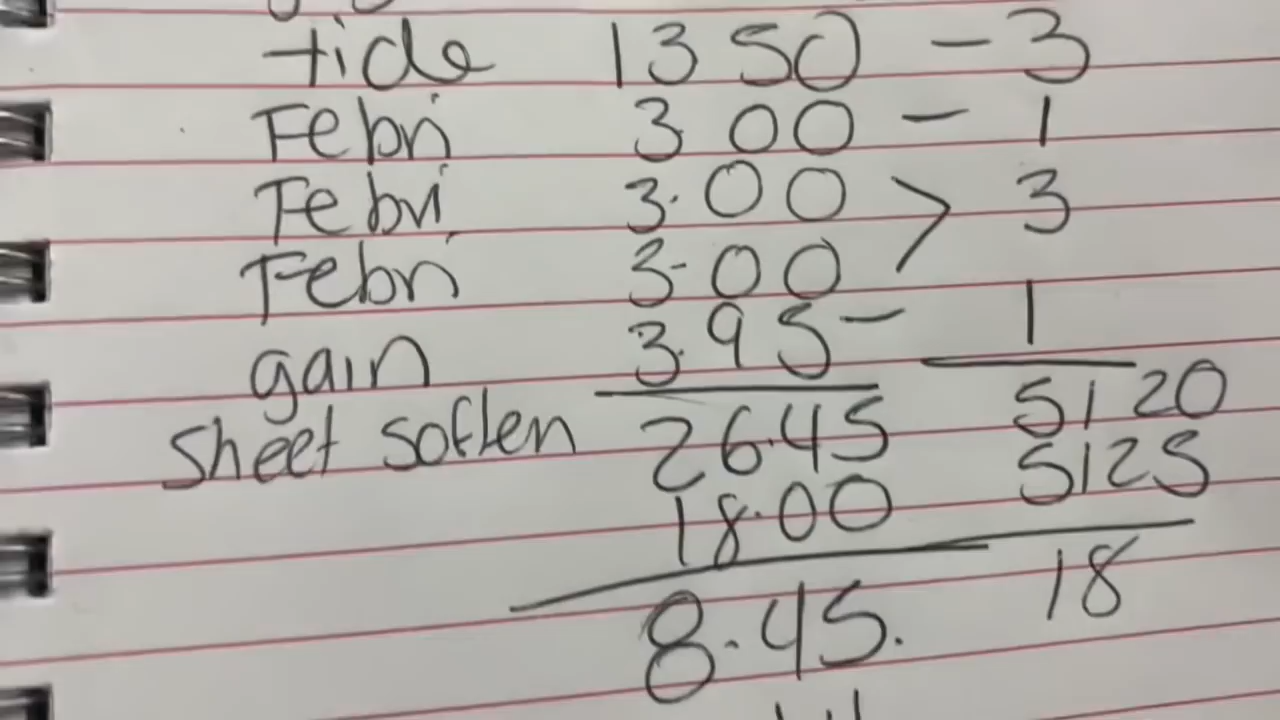 tide 13 50 - 3
Febri 3.00 - 1
Febri 3.00 > 3
Febri 3.00
gain 3.95 - 1
Sheet softlen 26.45 5120
18.00 5125
8.45. 18